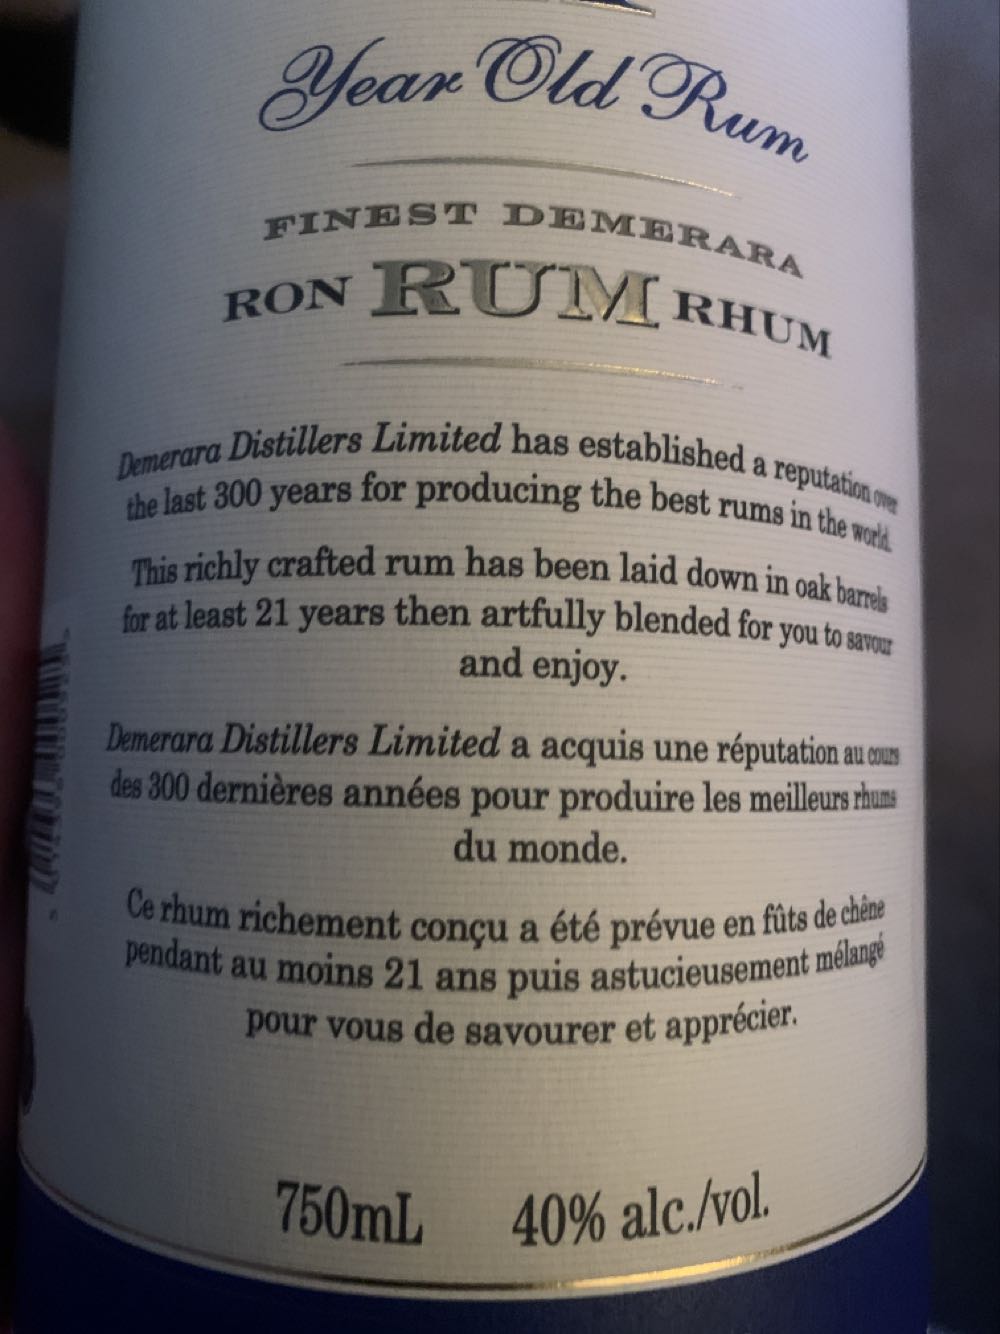 Year Old Rum
FINEST DEMERARA
RON RUM RHUM
Demerara Distillers Limited has established a reputation over
the last 300 years for producing the best rums in the world.
This richly crafted rum has been laid down in oak barrels
for at least 21 years then artfully blended for you to savour
and enjoy.
Demerara Distillers Limited a acquis une réputation au cours
des 300 dernières années pour produire les meilleurs rhums
du monde.
Ce rhum richement conçu a été prévue en fûts de chêne
pendant au moins 21 ans puis astucieusement mélangé
pour vous de savourer et apprécier.
750mL 40% alc./vol.